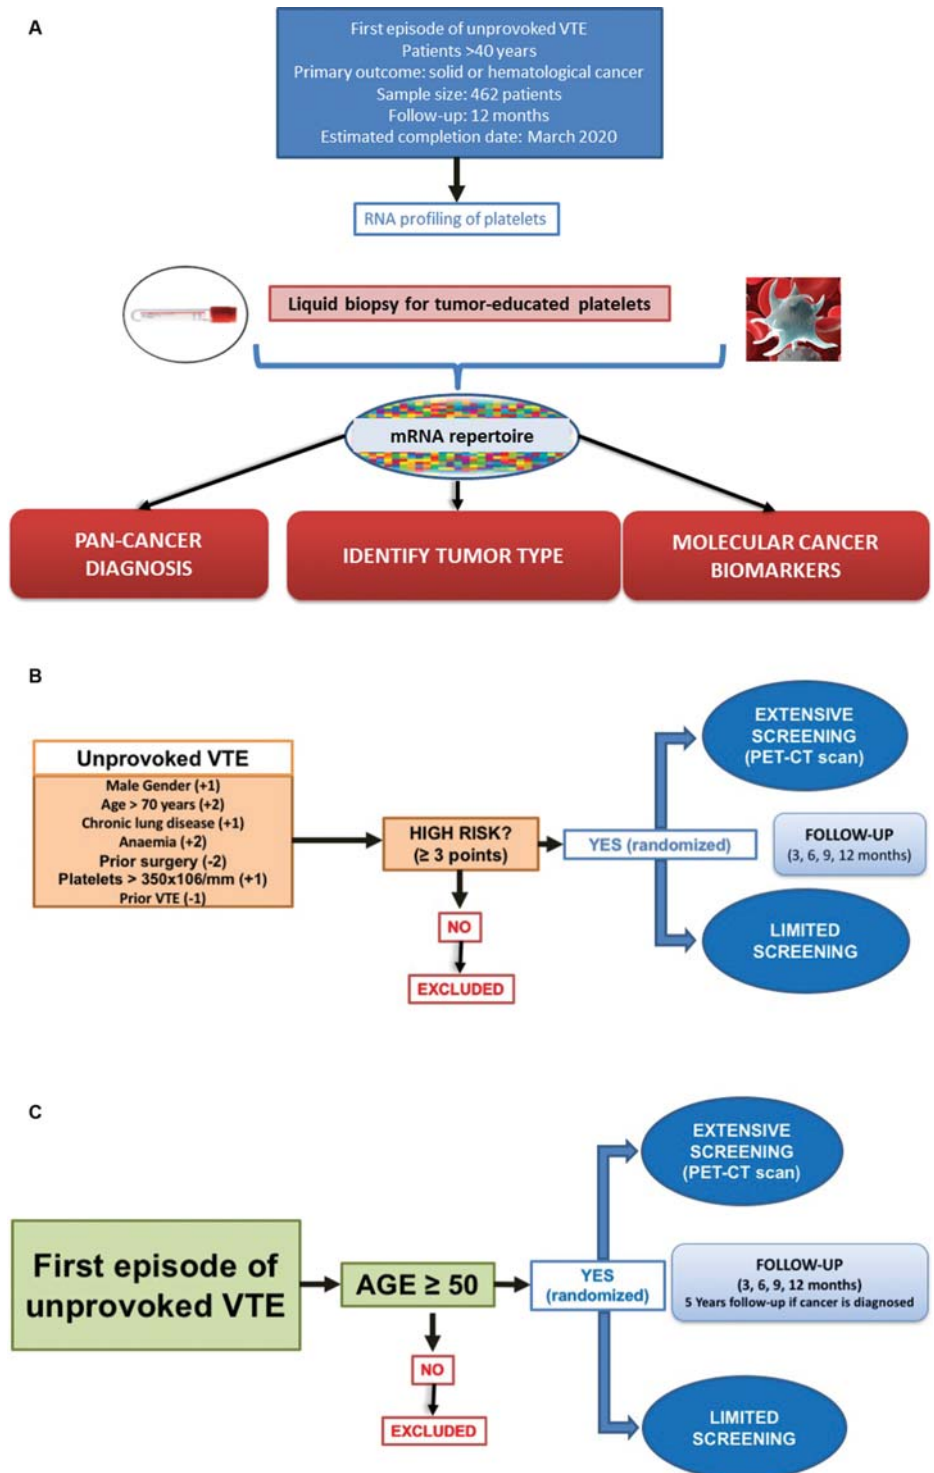 A
First episode of unprovoked VTE
Patients >40 years
Primary outcome: solid or hematological cancer
Sample size: 462 patients
Follow-up: 12 months
Estimated completion date: March 2020
RNA profiling of platelets
Liquid biopsy for tumor-educated platelets
mRNA repertoire
PAN-CANCER
DIAGNOSIS
IDENTIFY TUMOR TYPE
MOLECULAR CANCER
BIOMARKERS
B
Unprovoked VTE
Male Gender (+1)
Age > 70 years (+2)
Chronic lung disease (+1)
Anaemia (+2)
Prior surgery (-2)
Platelets > 350x106/mm (+1)
Prior VTE (-1)
HIGH RISK?
(≥ 3 points)
NO
EXCLUDED
YES (randomized)
EXTENSIVE
SCREENING
(PET-CT scan)
FOLLOW-UP
(3, 6, 9, 12 months)
LIMITED
SCREENING
C
First episode of
unprovoked VTE
AGE ≥ 50
NO
EXCLUDED
YES
(randomized)
EXTENSIVE
SCREENING
(PET-CT scan)
FOLLOW-UP
(3, 6, 9, 12 months)
5 Years follow-up if cancer is diagnosed
LIMITED
SCREENING